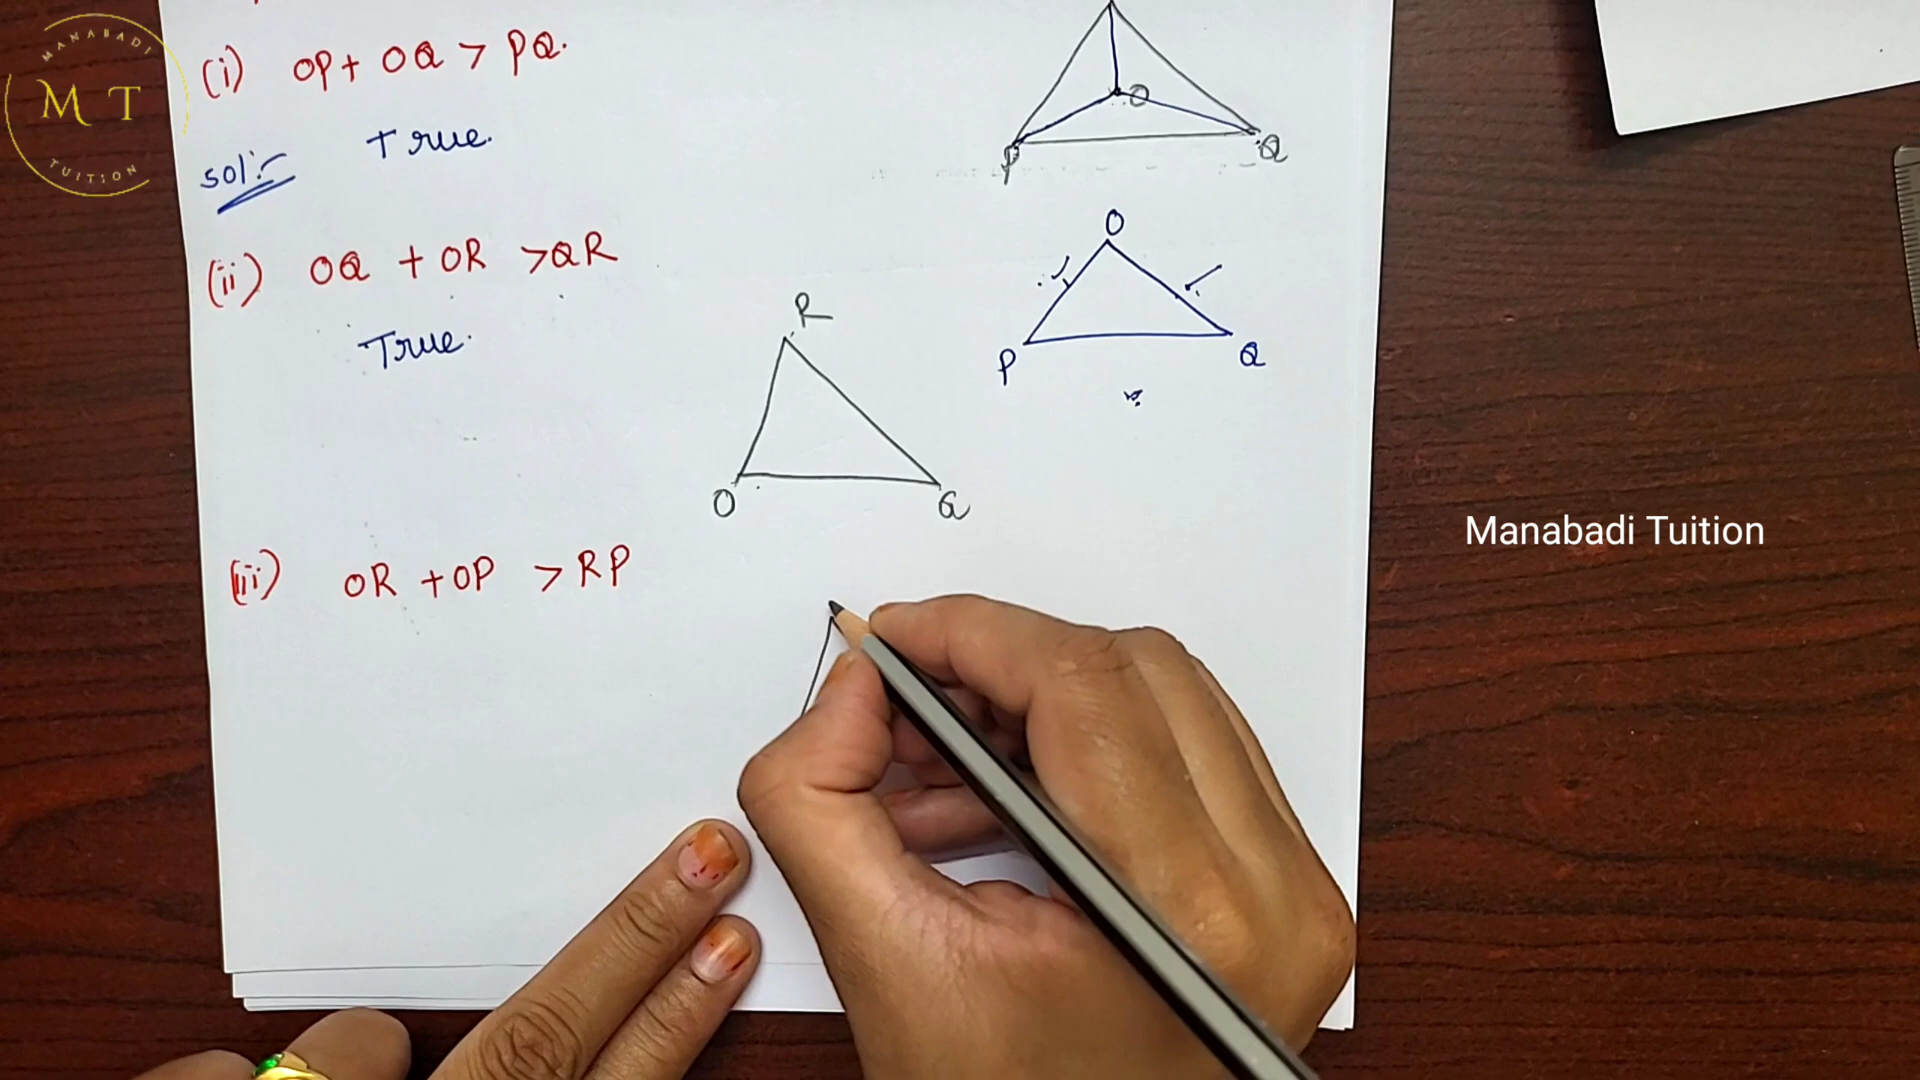 MANABADI
M T
TUITION
(i) OP + OQ > PQ.
Sol:- True.
(ii) OQ + OR > QR
True.
(iii) OR + OP > RP
O
P Q
O
P Q
R
O Q
Manabadi Tuition